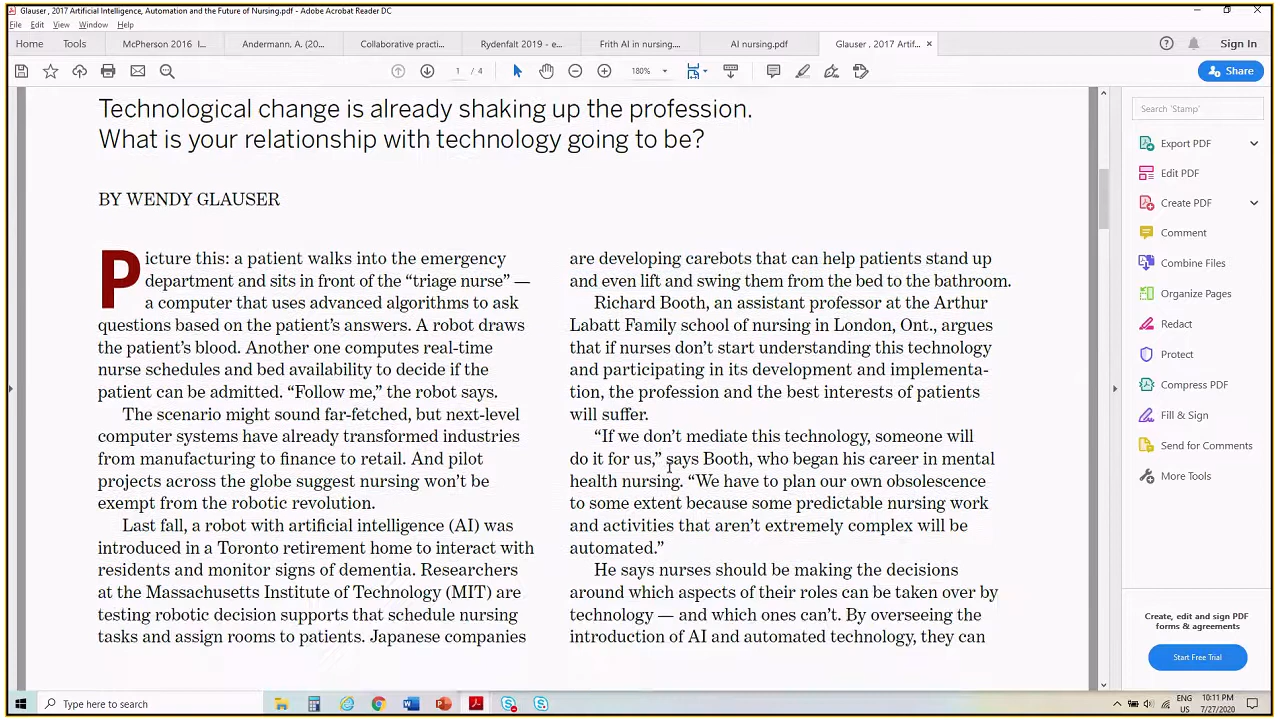 Glauser , 2017 Artificial Intelligence, Automation and the Future of Nursing.pdf - Adobe Acrobat Reader DC
File Edit View Window Help
Home Tools McPherson 2016 I... Andermann, A. (20... Collaborative practi... Rydenfalt 2019 - e... Frith AI in nursing.... AI nursing.pdf Glauser , 2017 Artif... × Sign In
1 / 4 180% Share
Technological change is already shaking up the profession.
What is your relationship with technology going to be?
BY WENDY GLAUSER
Picture this: a patient walks into the emergency
department and sits in front of the “triage nurse” —
a computer that uses advanced algorithms to ask
questions based on the patient’s answers. A robot draws
the patient’s blood. Another one computes real-time
nurse schedules and bed availability to decide if the
patient can be admitted. “Follow me,” the robot says.
The scenario might sound far-fetched, but next-level
computer systems have already transformed industries
from manufacturing to finance to retail. And pilot
projects across the globe suggest nursing won’t be
exempt from the robotic revolution.
Last fall, a robot with artificial intelligence (AI) was
introduced in a Toronto retirement home to interact with
residents and monitor signs of dementia. Researchers
at the Massachusetts Institute of Technology (MIT) are
testing robotic decision supports that schedule nursing
tasks and assign rooms to patients. Japanese companies
are developing carebots that can help patients stand up
and even lift and swing them from the bed to the bathroom.
Richard Booth, an assistant professor at the Arthur
Labatt Family school of nursing in London, Ont., argues
that if nurses don’t start understanding this technology
and participating in its development and implementa-
tion, the profession and the best interests of patients
will suffer.
“If we don’t mediate this technology, someone will
do it for us,” says Booth, who began his career in mental
health nursing. “We have to plan our own obsolescence
to some extent because some predictable nursing work
and activities that aren’t extremely complex will be
automated.”
He says nurses should be making the decisions
around which aspects of their roles can be taken over by
technology — and which ones can’t. By overseeing the
introduction of AI and automated technology, they can
Search 'Stamp'
Export PDF
Edit PDF
Create PDF
Comment
Combine Files
Organize Pages
Redact
Protect
Compress PDF
Fill & Sign
Send for Comments
More Tools
Create, edit and sign PDF
forms & agreements
Start Free Trial
Type here to search
ENG
US
10:11 PM
7/27/2020